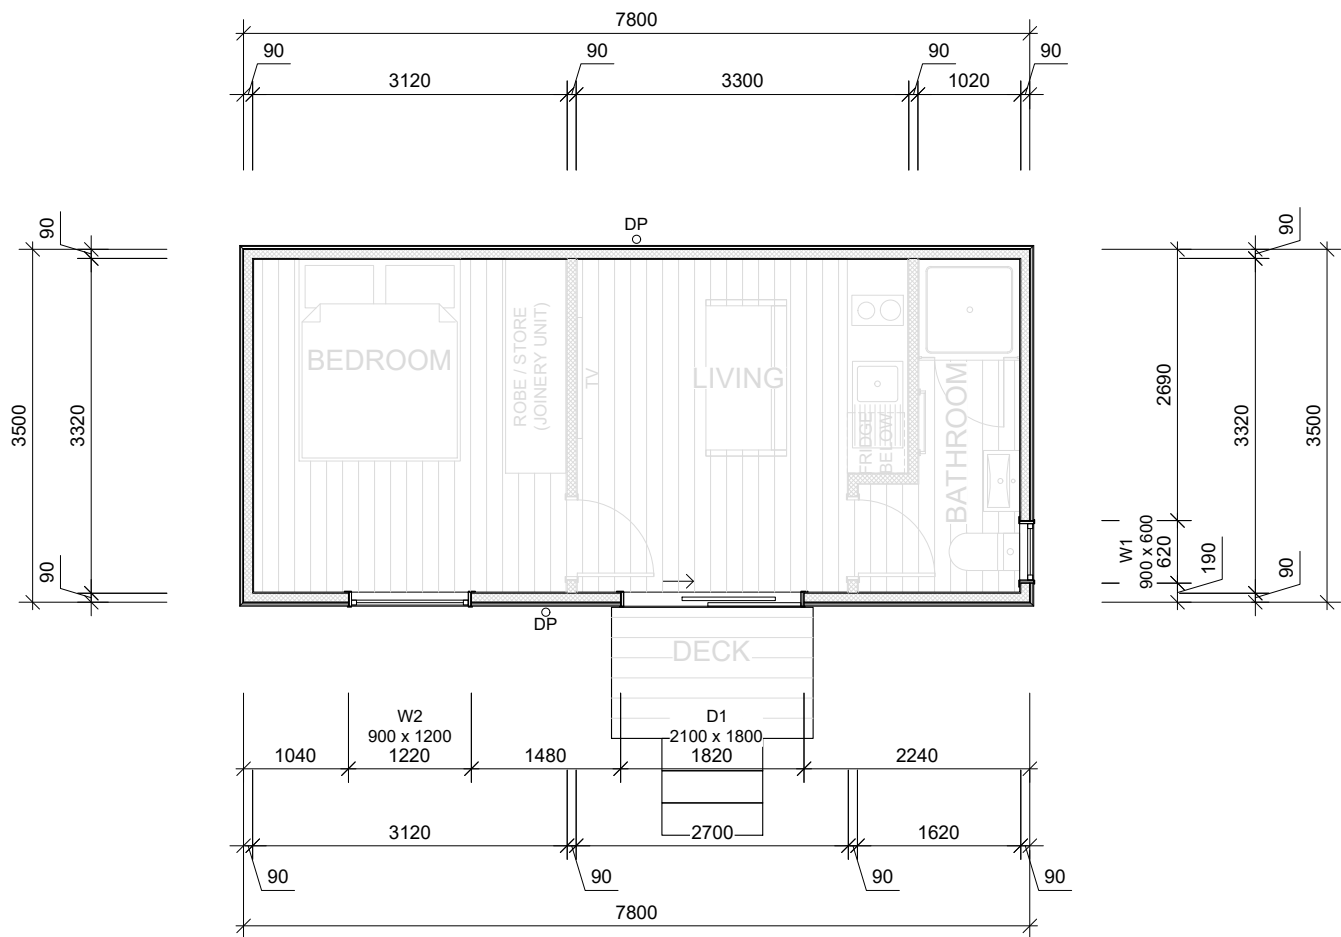 7800
90
90
90
90
3120
3300
1020
DP
90
90
3500
3320
BEDROOM
ROBE / STORE
(JOINERY UNIT)
TV
LIVING
FRIDGE
BELOW
BATHROOM
2690
3320
3500
W1
900 x 600
620
190
90
90
DP
DECK
W2
900 x 1200
D1
2100 x 1800
1040
1220
1480
1820
2240
3120
2700
1620
90
90
90
90
7800